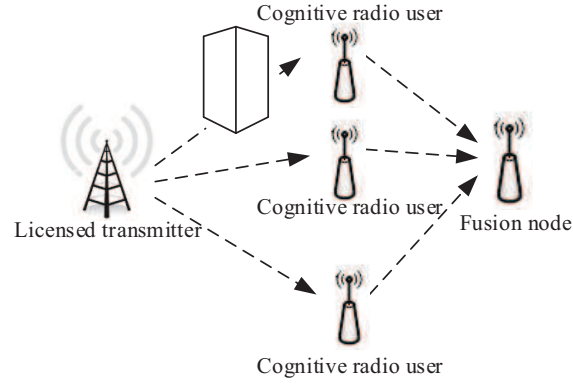 Cognitive radio user
Cognitive radio user
Licensed transmitter
Fusion node
Cognitive radio user